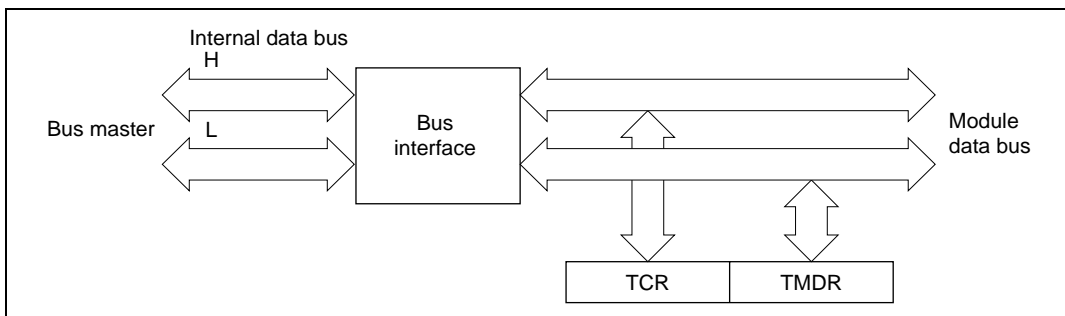 Internal data bus
H
Bus master
L
Bus
interface
Module
data bus
TCR
TMDR